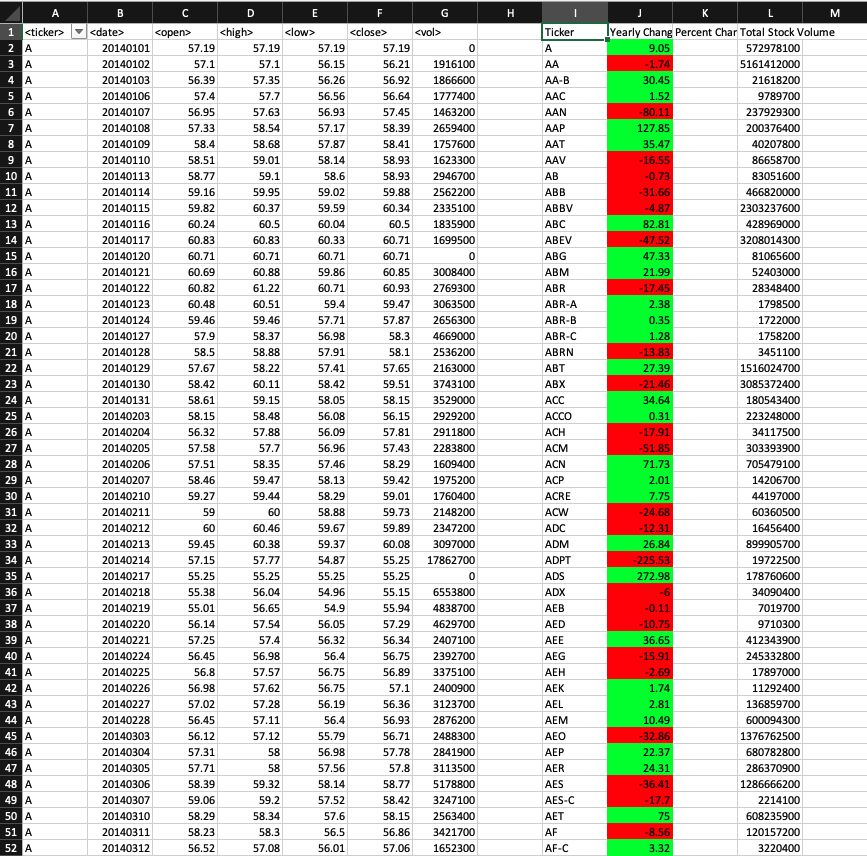 A B C D E F G H I J K L M
1 <ticker> <date> <open> <high> <low> <close> <vol> Ticker Yearly Chang Percent Char Total Stock Volume
2 A 20140101 57.19 57.19 57.19 57.19 0 A 9.05 572978100
3 A 20140102 57.1 57.1 56.15 56.21 1916100 AA -1.74 5161412000
4 A 20140103 56.39 57.35 56.26 56.92 1866600 AA-B 30.45 21618200
5 A 20140106 57.4 57.7 56.56 56.64 1777400 AAC 1.52 9789700
6 A 20140107 56.95 57.63 56.93 57.45 1463200 AAN -80.11 237929300
7 A 20140108 57.33 58.54 57.17 58.39 2659400 AAP 127.85 200376400
8 A 20140109 58.4 58.68 57.87 58.41 1757600 AAT 35.47 40207800
9 A 20140110 58.51 59.01 58.14 58.93 1623300 AAV -16.55 86658700
10 A 20140113 58.77 59.1 58.6 58.93 2946700 AB -0.73 83051600
11 A 20140114 59.16 59.95 59.02 59.88 2562200 ABB -31.66 466820000
12 A 20140115 59.82 60.37 59.59 60.34 2335100 ABBV -4.87 2303237600
13 A 20140116 60.24 60.5 60.04 60.5 1835900 ABC 82.81 428969000
14 A 20140117 60.83 60.83 60.33 60.71 1699500 ABEV -47.52 3208014300
15 A 20140120 60.71 60.71 60.71 60.71 0 ABG 47.33 81065600
16 A 20140121 60.69 60.88 59.86 60.85 3008400 ABM 21.99 52403000
17 A 20140122 60.82 61.22 60.71 60.93 2769300 ABR -17.45 28348400
18 A 20140123 60.48 60.51 59.4 59.47 3063500 ABR-A 2.38 1798500
19 A 20140124 59.46 59.46 57.71 57.87 2656300 ABR-B 0.35 1722000
20 A 20140127 57.9 58.37 56.98 58.3 4669000 ABR-C 1.28 1758200
21 A 20140128 58.5 58.88 57.91 58.1 2536200 ABRN -13.83 3451100
22 A 20140129 57.67 58.22 57.41 57.65 2163000 ABT 27.39 1516024700
23 A 20140130 58.42 60.11 58.42 59.51 3743100 ABX -21.46 3085372400
24 A 20140131 58.61 59.15 58.05 58.15 3529000 ACC 34.64 180543400
25 A 20140203 58.15 58.48 56.08 56.15 2929200 ACCO 0.31 223248000
26 A 20140204 56.32 57.88 56.09 57.81 2911800 ACH -17.91 34117500
27 A 20140205 57.58 57.7 56.96 57.43 2283800 ACM -51.85 303393900
28 A 20140206 57.51 58.35 57.46 58.29 1609400 ACN 71.73 705479100
29 A 20140207 58.46 59.47 58.13 59.42 1975200 ACP 2.01 14206700
30 A 20140210 59.27 59.44 58.29 59.01 1760400 ACRE 7.75 44197000
31 A 20140211 59 60 58.88 59.73 2148200 ACW -24.68 60360500
32 A 20140212 60 60.46 59.67 59.89 2347200 ADC -12.31 16456400
33 A 20140213 59.45 60.38 59.37 60.08 3097000 ADM 26.84 899905700
34 A 20140214 57.15 57.77 54.87 55.25 17862700 ADPT -225.53 19722500
35 A 20140217 55.25 55.25 55.25 55.25 0 ADS 272.98 178760600
36 A 20140218 55.38 56.04 54.96 55.15 6553800 ADX -6 34090400
37 A 20140219 55.01 56.65 54.9 55.94 4838700 AEB -0.11 7019700
38 A 20140220 56.14 57.54 56.05 57.29 4629700 AED -10.75 9710300
39 A 20140221 57.25 57.4 56.32 56.34 2407100 AEE 36.65 412343900
40 A 20140224 56.45 56.98 56.4 56.75 2392700 AEG -15.91 245332800
41 A 20140225 56.8 57.57 56.75 56.89 3375100 AEH -2.69 17897000
42 A 20140226 56.98 57.62 56.75 57.1 2400900 AEK 1.74 11292400
43 A 20140227 57.02 57.28 56.19 56.36 3123700 AEL 2.81 136859700
44 A 20140228 56.45 57.11 56.4 56.93 2876200 AEM 10.49 600094300
45 A 20140303 56.12 57.12 55.79 56.71 2488300 AEO -32.86 1376762500
46 A 20140304 57.31 58 56.98 57.78 2841900 AEP 22.37 680782800
47 A 20140305 57.71 58 57.56 57.8 3113500 AER 24.31 286370900
48 A 20140306 58.39 59.32 58.14 58.77 5178800 AES -36.41 1286666200
49 A 20140307 59.06 59.2 57.52 58.42 3247100 AES-C -17.7 2214100
50 A 20140310 58.29 58.34 57.6 58.15 2563400 AET 75 608235900
51 A 20140311 58.23 58.3 56.5 56.86 3421700 AF -8.56 120157200
52 A 20140312 56.52 57.08 56.01 57.06 1652300 AF-C 3.32 3220400